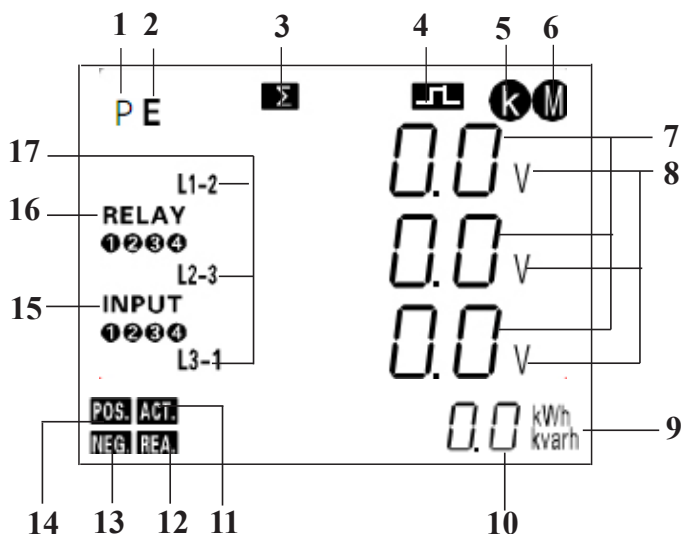 1 2 3 4 5 6
P E Σ k M
0.0 7
17
L1-2 V 8
16 RELAY
❶❷❸❹ 0.0
L2-3 V
15 INPUT
❶❷❸❹ 0.0
L3-1 V
POS. ACT. 0.0 kWh 9
NEG. REA. kvarh
14 13 12 11 10